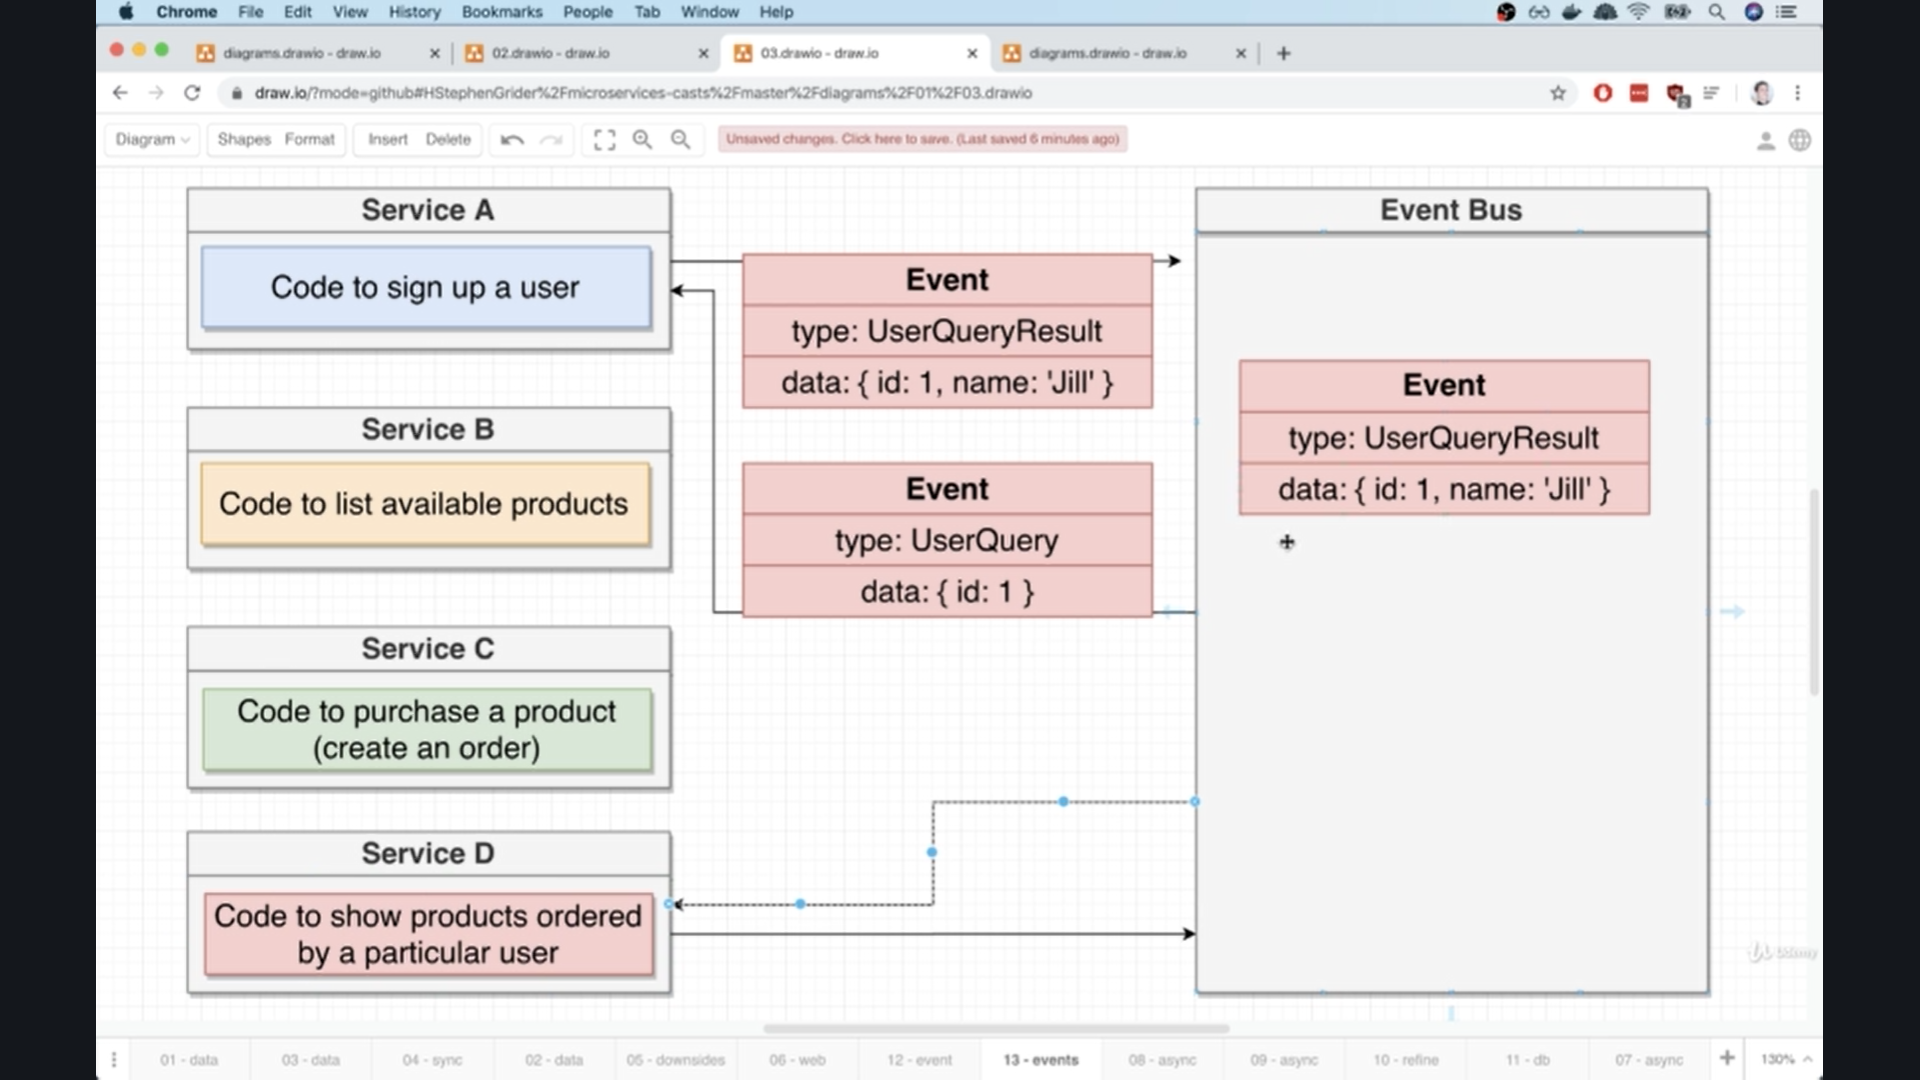 Chrome File Edit View History Bookmarks People Tab Window Help
diagrams.drawio - draw.io
02.drawio - draw.io
03.drawio - draw.io
diagrams.drawio - draw.io
draw.io/?mode=github#HStephenGrider%2Fmicroservices-casts%2Fmaster%2Fdiagrams%2F01%2F03.drawio
2
Diagram Shapes Format Insert Delete
Unsaved changes. Click here to save. (Last saved 6 minutes ago)
Service A
Code to sign up a user
Service B
Code to list available products
Service C
Code to purchase a product
(create an order)
Service D
Code to show products ordered
by a particular user
Event
type: UserQueryResult
data: { id: 1, name: 'Jill' }
Event
type: UserQuery
data: { id: 1 }
Event Bus
Event
type: UserQueryResult
data: { id: 1, name: 'Jill' }
Udemy
01 - data 03 - data 04 - sync 02 - data 05 - downsides 06 - web 12 - event 13 - events 08 - async 09 - async 10 - refine 11 - db 07 - async 130%